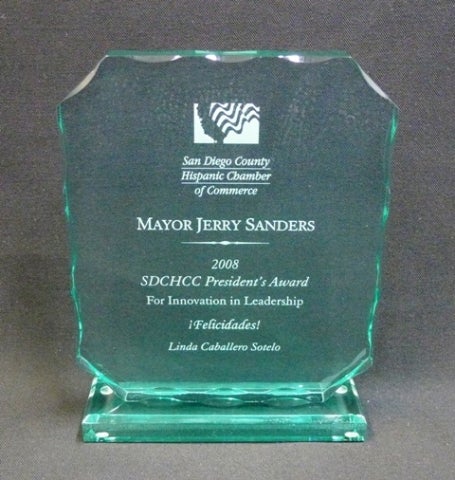 San Diego County
Hispanic Chamber
of Commerce
MAYOR JERRY SANDERS
2008
SDCHCC President's Award
For Innovation in Leadership
¡Felicidades!
Linda Caballero Sotelo